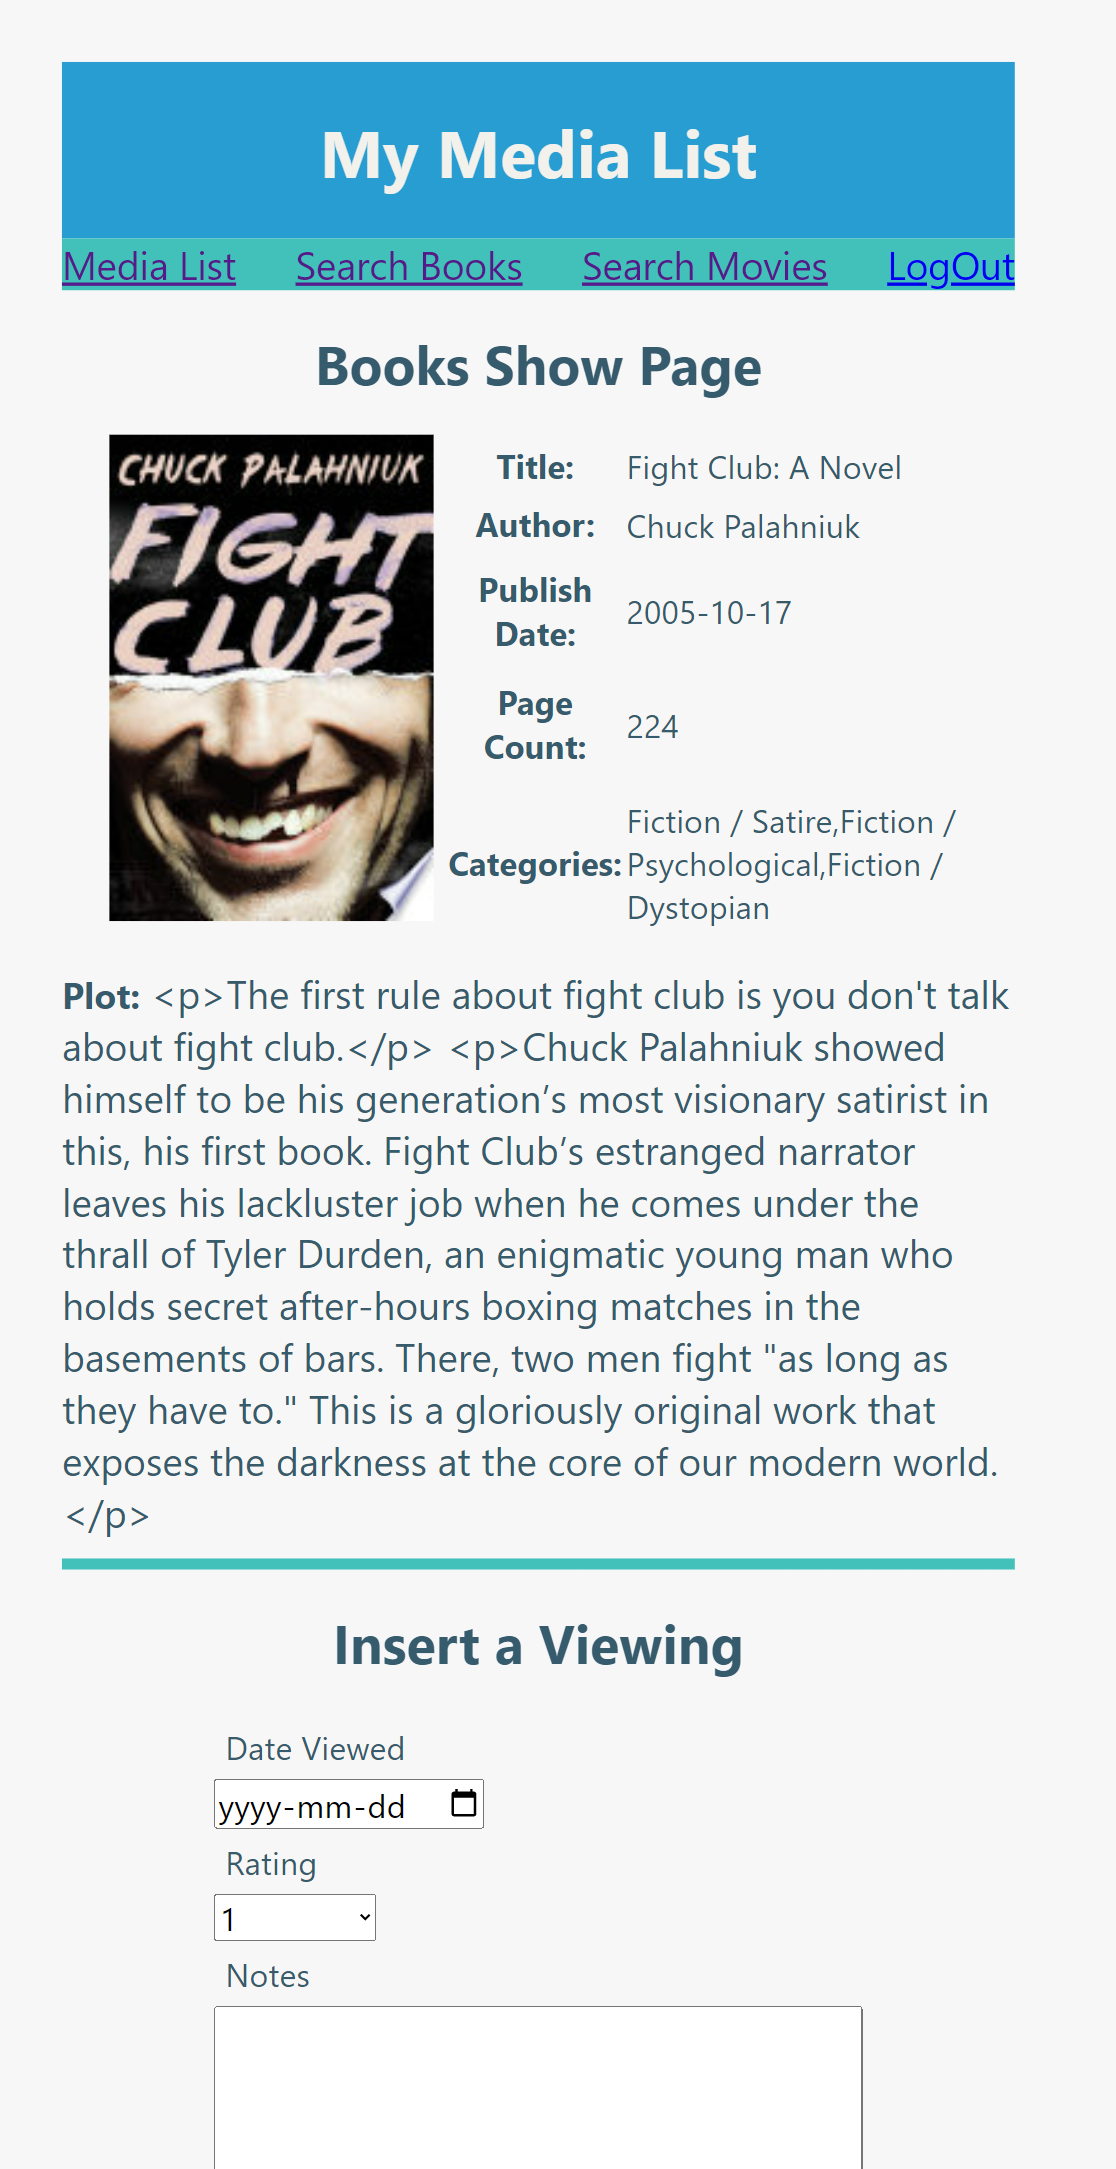 My Media List
Media List Search Books Search Movies LogOut
Books Show Page
CHUCK PALAHNIUK
FIGHT
CLUB
Title: Fight Club: A Novel
Author: Chuck Palahniuk
Publish Date: 2005-10-17
Page Count: 224
Categories: Fiction / Satire,Fiction /
Psychological,Fiction /
Dystopian
Plot: <p>The first rule about fight club is you don't talk
about fight club.</p> <p>Chuck Palahniuk showed
himself to be his generation’s most visionary satirist in
this, his first book. Fight Club’s estranged narrator
leaves his lackluster job when he comes under the
thrall of Tyler Durden, an enigmatic young man who
holds secret after-hours boxing matches in the
basements of bars. There, two men fight "as long as
they have to." This is a gloriously original work that
exposes the darkness at the core of our modern world.
</p>
Insert a Viewing
Date Viewed
yyyy-mm-dd
Rating
1
Notes